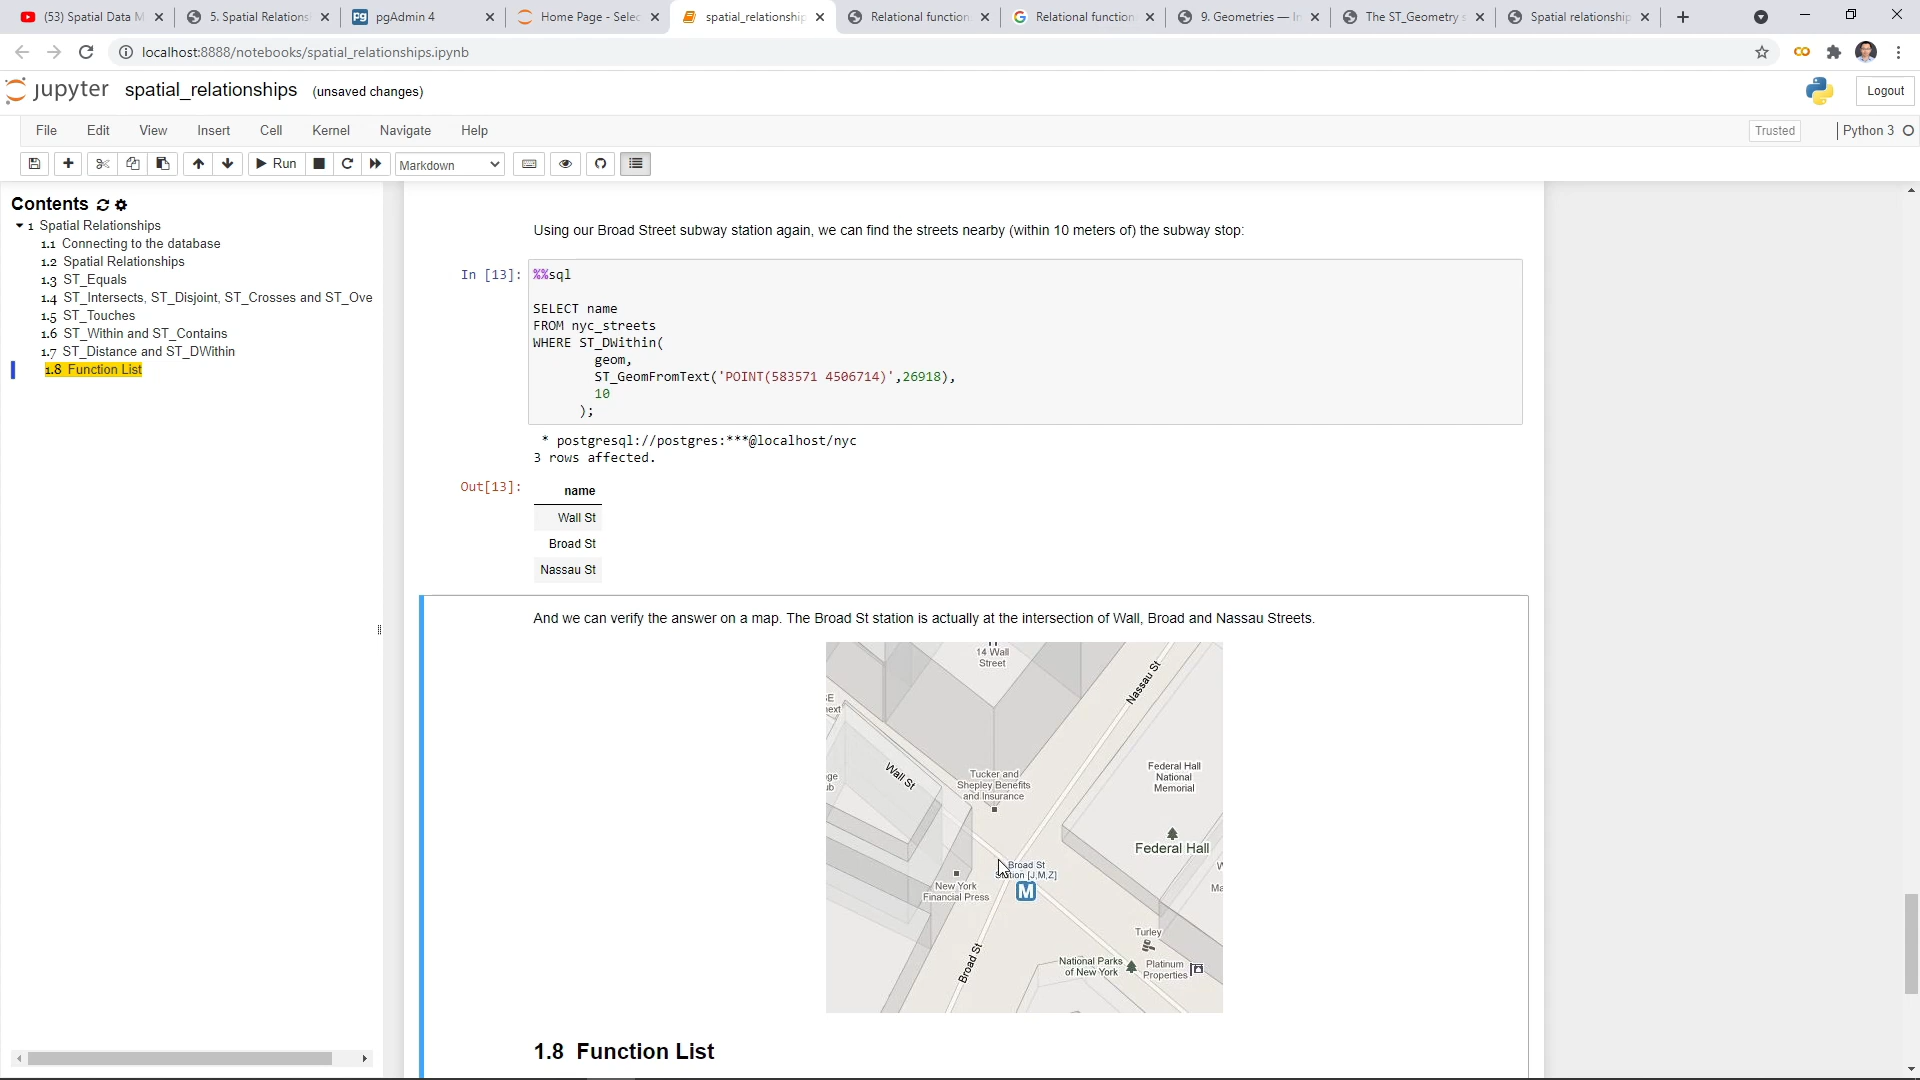 (53) Spatial Data M
5. Spatial Relations
pgAdmin 4
Home Page - Selec
spatial_relationship
Relational function
Relational function
9. Geometries — In
The ST_Geometry s
Spatial relationship
localhost:8888/notebooks/spatial_relationships.ipynb
jupyter
spatial_relationships
(unsaved changes)
Logout
File
Edit
View
Insert
Cell
Kernel
Navigate
Help
Trusted
Python 3
Run
Markdown
Contents
1 Spatial Relationships
1.1 Connecting to the database
1.2 Spatial Relationships
1.3 ST_Equals
1.4 ST_Intersects, ST_Disjoint, ST_Crosses and ST_Ove
1.5 ST_Touches
1.6 ST_Within and ST_Contains
1.7 ST_Distance and ST_DWithin
1.8 Function List
Using our Broad Street subway station again, we can find the streets nearby (within 10 meters of) the subway stop:
In [13]:
%%sql
SELECT name
FROM nyc_streets
WHERE ST_DWithin(
geom,
ST_GeomFromText('POINT(583571 4506714)',26918),
10
);
* postgresql://postgres:***@localhost/nyc
3 rows affected.
Out[13]:
name
Wall St
Broad St
Nassau St
And we can verify the answer on a map. The Broad St station is actually at the intersection of Wall, Broad and Nassau Streets.
14 Wall
Street
Nassau St
Wall St
Tucker and
Shepley Benefits
and Insurance
Federal Hall
National
Memorial
Federal Hall
Broad St
Station [J,M,Z]
M
New York
Financial Press
Broad St
Turley
National Parks
of New York
Platinum
Properties
1.8 Function List